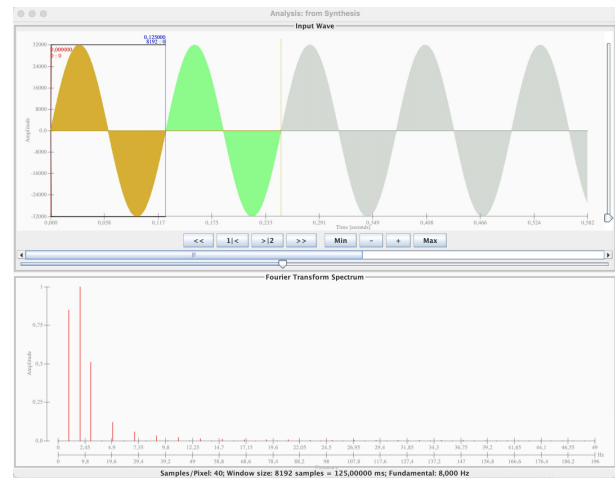 Analysis: from Synthesis
Input Wave
0,125000
8192 : 0
0,000000
0 : 0
32000
24000
16000
8000
0.0
-8000
-16000
-24000
-32000
Amplitude
0,000 0,058 0,117 0,175 0,233 0,291 0,349 0,408 0,466 0,524 0,582
Time [seconds]
<< 1|< >|2 >> Min - + Max
Fourier Transform Spectrum
1
0,75
0,5
0,25
0,0
Amplitude
0 2,45 4,9 7,35 9,8 12,25 14,7 17,15 19,6 22,05 24,5 26,95 29,4 31,85 34,3 36,75 39,2 41,65 44,1 46,55 49
0 9,8 19,6 29,4 39,2 49 58,8 68,6 78,4 88,2 98 107,8 117,6 127,4 137,2 147 156,8 166,6 176,4 186,2 196
Hz
Samples/Pixel: 40; Window size: 8192 samples = 125,00000 ms; Fundamental: 8,000 Hz